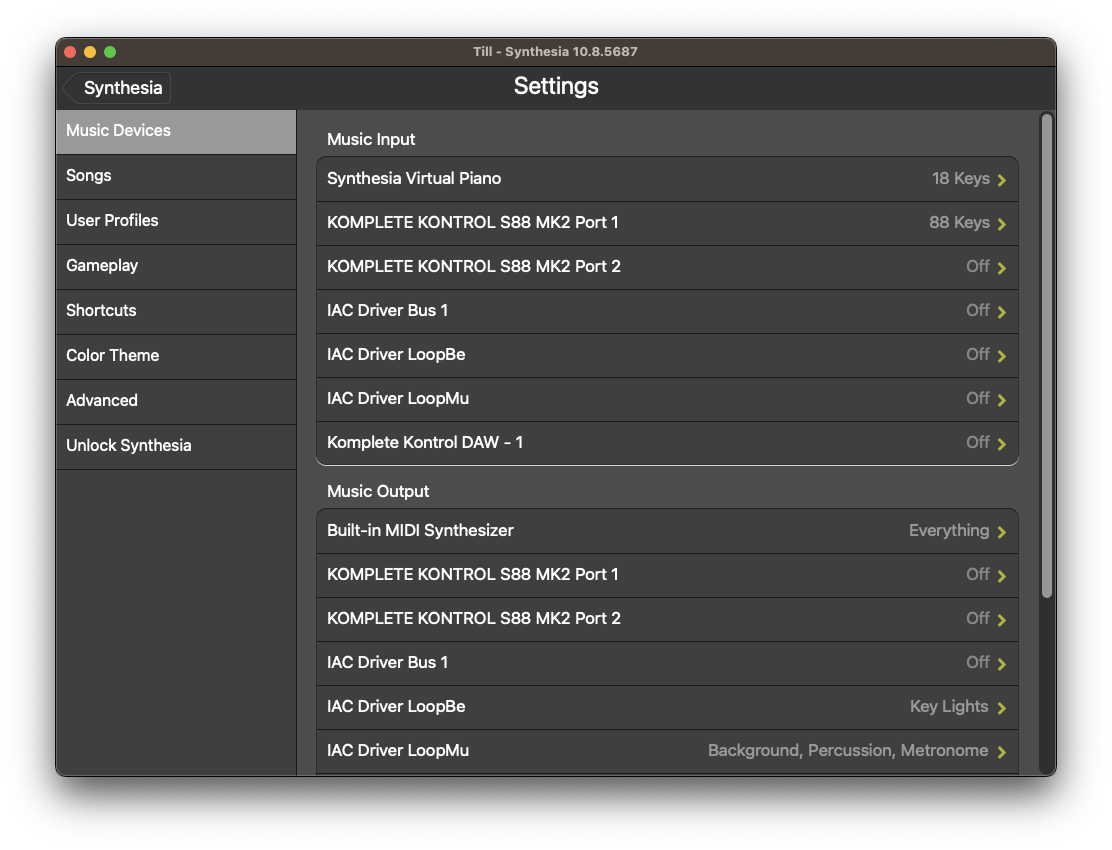 Till - Synthesia 10.8.5687
Synthesia
Settings
Music Devices
Songs
User Profiles
Gameplay
Shortcuts
Color Theme
Advanced
Unlock Synthesia
Music Input
Synthesia Virtual Piano 18 Keys
KOMPLETE KONTROL S88 MK2 Port 1 88 Keys
KOMPLETE KONTROL S88 MK2 Port 2 Off
IAC Driver Bus 1 Off
IAC Driver LoopBe Off
IAC Driver LoopMu Off
Komplete Kontrol DAW - 1 Off
Music Output
Built-in MIDI Synthesizer Everything
KOMPLETE KONTROL S88 MK2 Port 1 Off
KOMPLETE KONTROL S88 MK2 Port 2 Off
IAC Driver Bus 1 Off
IAC Driver LoopBe Key Lights
IAC Driver LoopMu Background, Percussion, Metronome